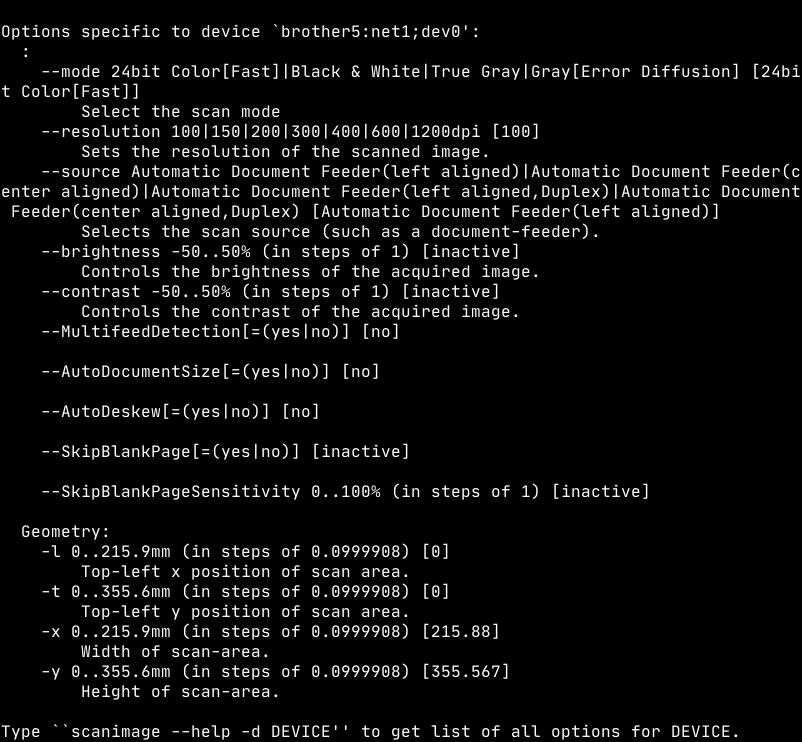 Options specific to device `brother5:net1;dev0':
  :
    --mode 24bit Color[Fast]|Black & White|True Gray|Gray[Error Diffusion] [24bi
t Color[Fast]]
        Select the scan mode
    --resolution 100|150|200|300|400|600|1200dpi [100]
        Sets the resolution of the scanned image.
    --source Automatic Document Feeder(left aligned)|Automatic Document Feeder(c
enter aligned)|Automatic Document Feeder(left aligned,Duplex)|Automatic Document
 Feeder(center aligned,Duplex) [Automatic Document Feeder(left aligned)]
        Selects the scan source (such as a document-feeder).
    --brightness -50..50% (in steps of 1) [inactive]
        Controls the brightness of the acquired image.
    --contrast -50..50% (in steps of 1) [inactive]
        Controls the contrast of the acquired image.
    --MultifeedDetection[=(yes|no)] [no]

    --AutoDocumentSize[=(yes|no)] [no]

    --AutoDeskew[=(yes|no)] [no]

    --SkipBlankPage[=(yes|no)] [inactive]

    --SkipBlankPageSensitivity 0..100% (in steps of 1) [inactive]

  Geometry:
    -l 0..215.9mm (in steps of 0.0999908) [0]
        Top-left x position of scan area.
    -t 0..355.6mm (in steps of 0.0999908) [0]
        Top-left y position of scan area.
    -x 0..215.9mm (in steps of 0.0999908) [215.88]
        Width of scan-area.
    -y 0..355.6mm (in steps of 0.0999908) [355.567]
        Height of scan-area.

Type ``scanimage --help -d DEVICE'' to get list of all options for DEVICE.